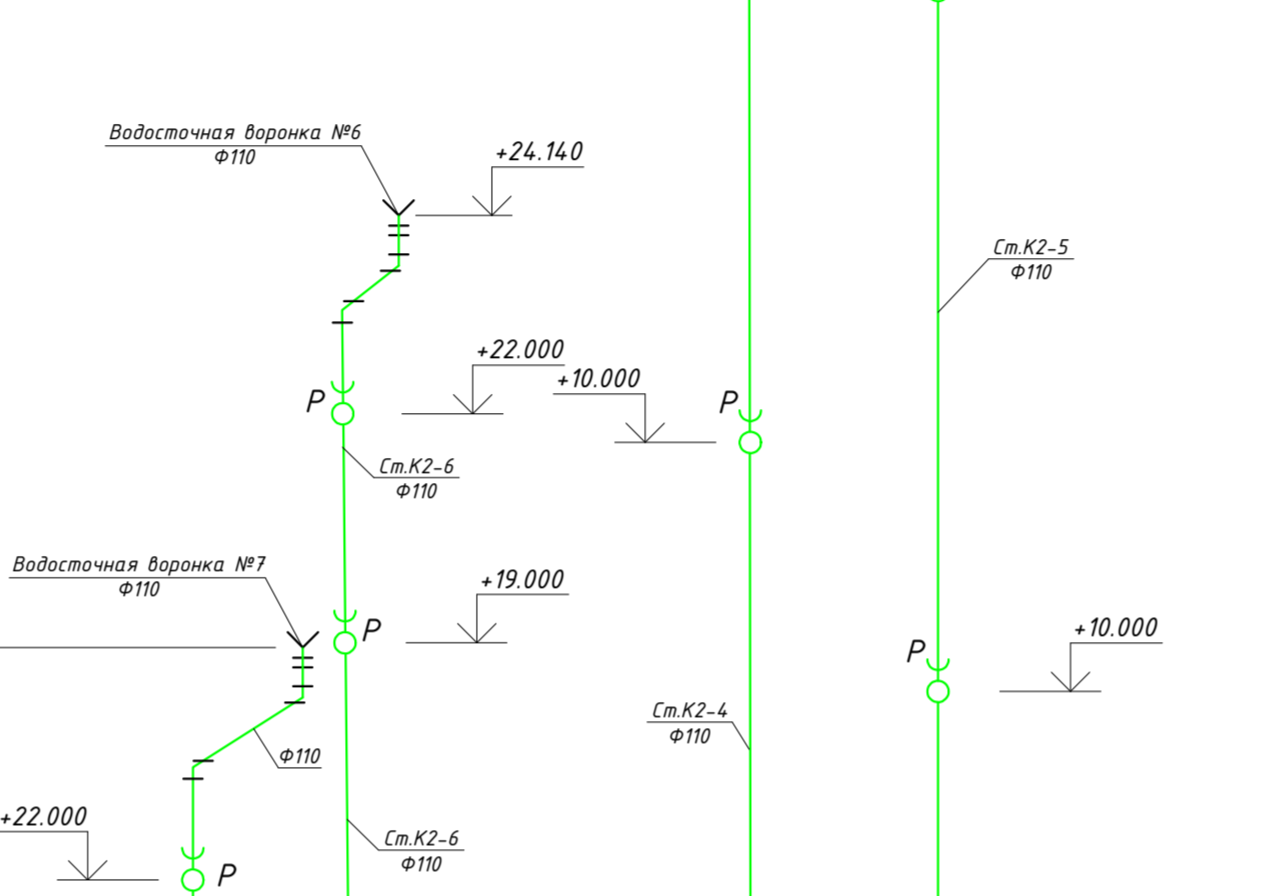 Водосточная воронка №6
Ф110
+24.140
Ст.К2-5
Ф110
+22.000
+10.000
Р
Р
Ст.К2-6
Ф110
Водосточная воронка №7
Ф110
+19.000
Р
+10.000
Р
Ст.К2-4
Ф110
Ф110
+22.000
Ст.К2-6
Ф110
Р